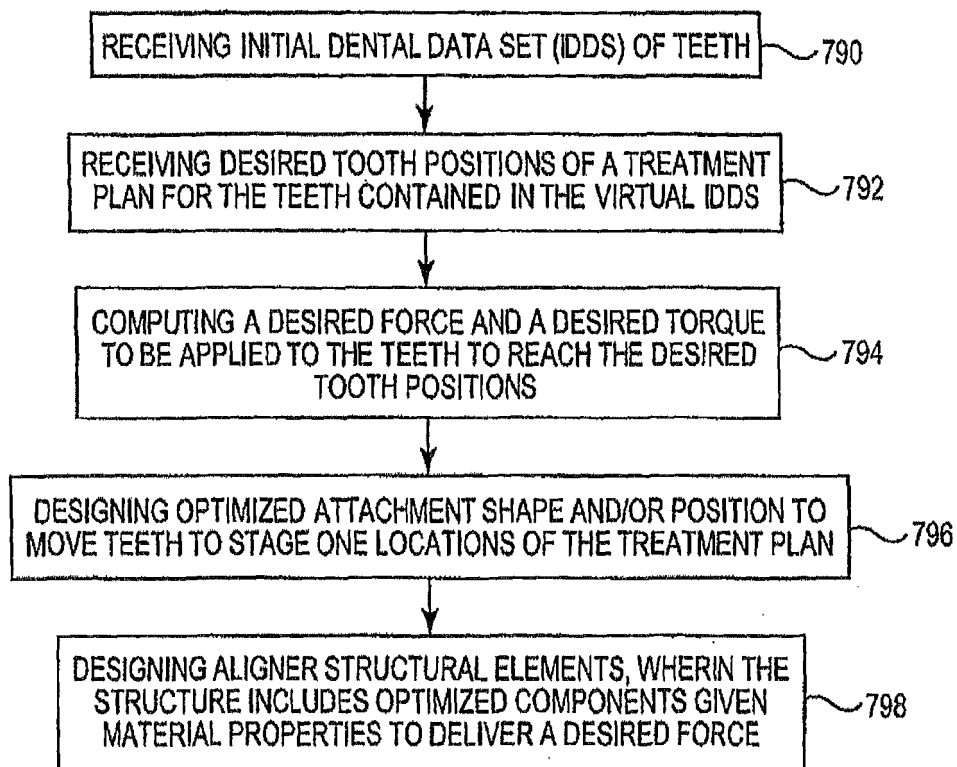 RECEIVING INITIAL DENTAL DATA SET (IDDS) OF TEETH
790
RECEIVING DESIRED TOOTH POSITIONS OF A TREATMENT
PLAN FOR THE TEETH CONTAINED IN THE VIRTUAL IDDS
792
COMPUTING A DESIRED FORCE AND A DESIRED TORQUE
TO BE APPLIED TO THE TEETH TO REACH THE DESIRED
TOOTH POSITIONS
794
DESIGNING OPTIMIZED ATTACHMENT SHAPE AND/OR POSITION TO
MOVE TEETH TO STAGE ONE LOCATIONS OF THE TREATMENT PLAN
796
DESIGNING ALIGNER STRUCTURAL ELEMENTS, WHERIN THE
STRUCTURE INCLUDES OPTIMIZED COMPONENTS GIVEN
MATERIAL PROPERTIES TO DELIVER A DESIRED FORCE
798